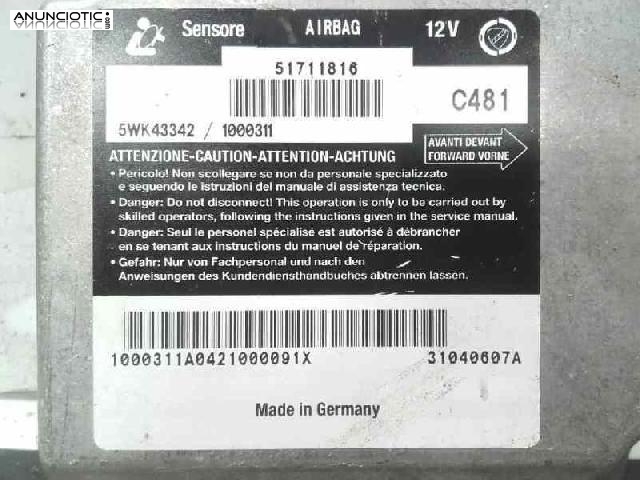 ANUNCIOTIC
Sensore AIRBAG 12V
51711816
C481
5WK43342 / 1000311
AVANTI DEVANT
FORWARD VORNE
ATTENZIONE-CAUTION-ATTENTION-ACHTUNG
• Pericolo! Non scollegare se non da personale specializzato
e seguendo le istruzioni del manuale di assistenza tecnica.
• Danger: Do not disconnect! This operation is only to be carried out by
skilled operators, following the instructions given in the service manual.
• Danger: Seul le personel spécialisé est autorisé à débrancher
en se tenant aux instructions du manuel de réparation.
• Gefahr: Nur von Fachpersonal und nach den
Anweisungen des Kundendiensthandbuches abtrennen lassen.
1000311A0421000091X 31040607A
Made in Germany